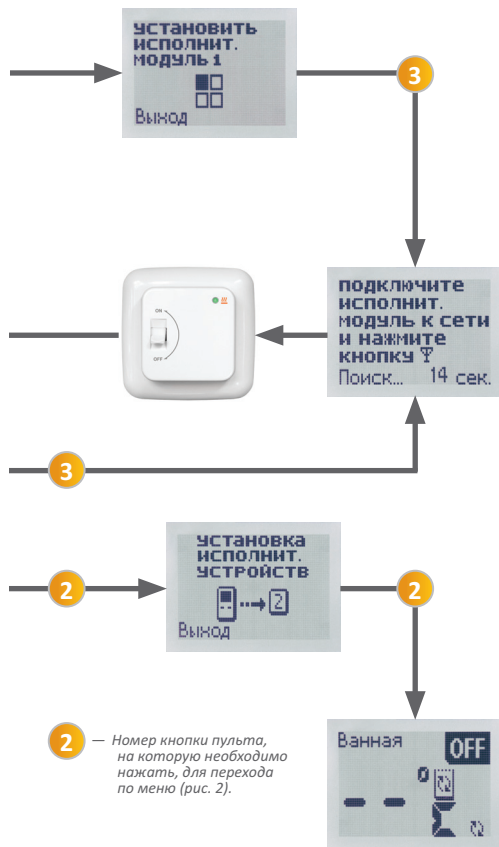 УСТАНОВИТЬ
ИСПОЛНИТ.
МОДУЛЬ 1
Выход
3
ПОДКЛЮЧИТЕ
ИСПОЛНИТ.
МОДУЛЬ К СЕТИ
И НАЖМИТЕ
КНОПКУ
Поиск... 14 сек.
ON
OFF
3
2
УСТАНОВКА
ИСПОЛНИТ.
УСТРОЙСТВ
2
Выход
2
2 — Номер кнопки пульта,
на которую необходимо
нажать, для перехода
по меню (рис. 2).
Ванная OFF
-- °